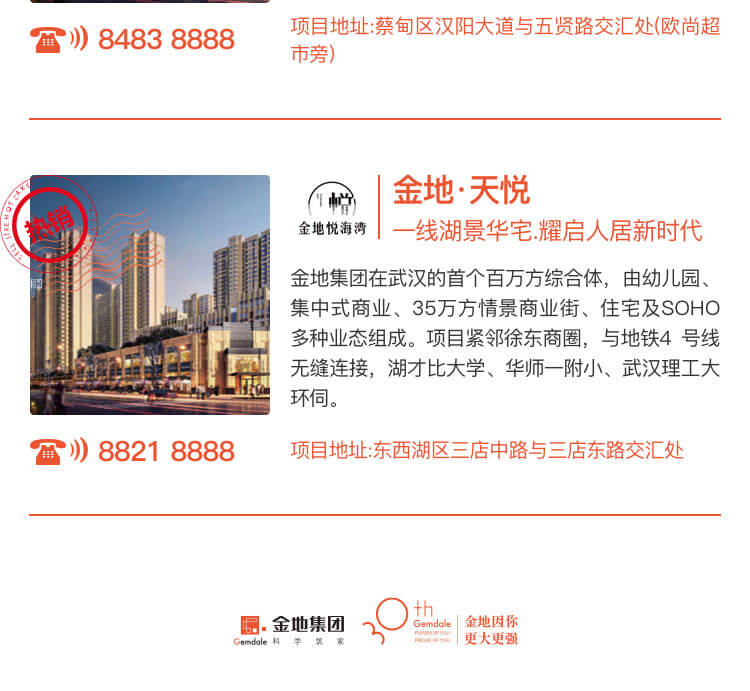 8483 8888
项目地址:蔡甸区汉阳大道与五贤路交汇处(欧尚超
市旁)
SELL LIKE HOT CAKE
热销
悦
金地悦海湾
金地·天悦
一线湖景华宅.耀启人居新时代
金地集团在武汉的首个百万方综合体，由幼儿园、
集中式商业、35万方情景商业街、住宅及SOHO
多种业态组成。项目紧邻徐东商圈，与地铁4 号线
无缝连接，湖才比大学、华师一附小、武汉理工大
环伺。
8821 8888
项目地址:东西湖区三店中路与三店东路交汇处
金地集团
Gemdale 科学筑家
30th
Gemdale
POWER OF YOU
PROUD OF YOU
金地因你
更大更强